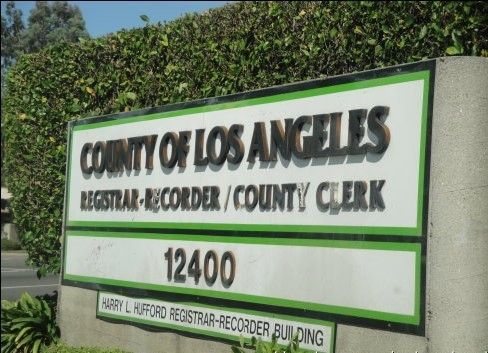 COUNTY OF LOS ANGELES
REGISTRAR-RECORDER / COUNTY CLERK
12400
HARRY L. HUFFORD REGISTRAR-RECORDER BUILDING